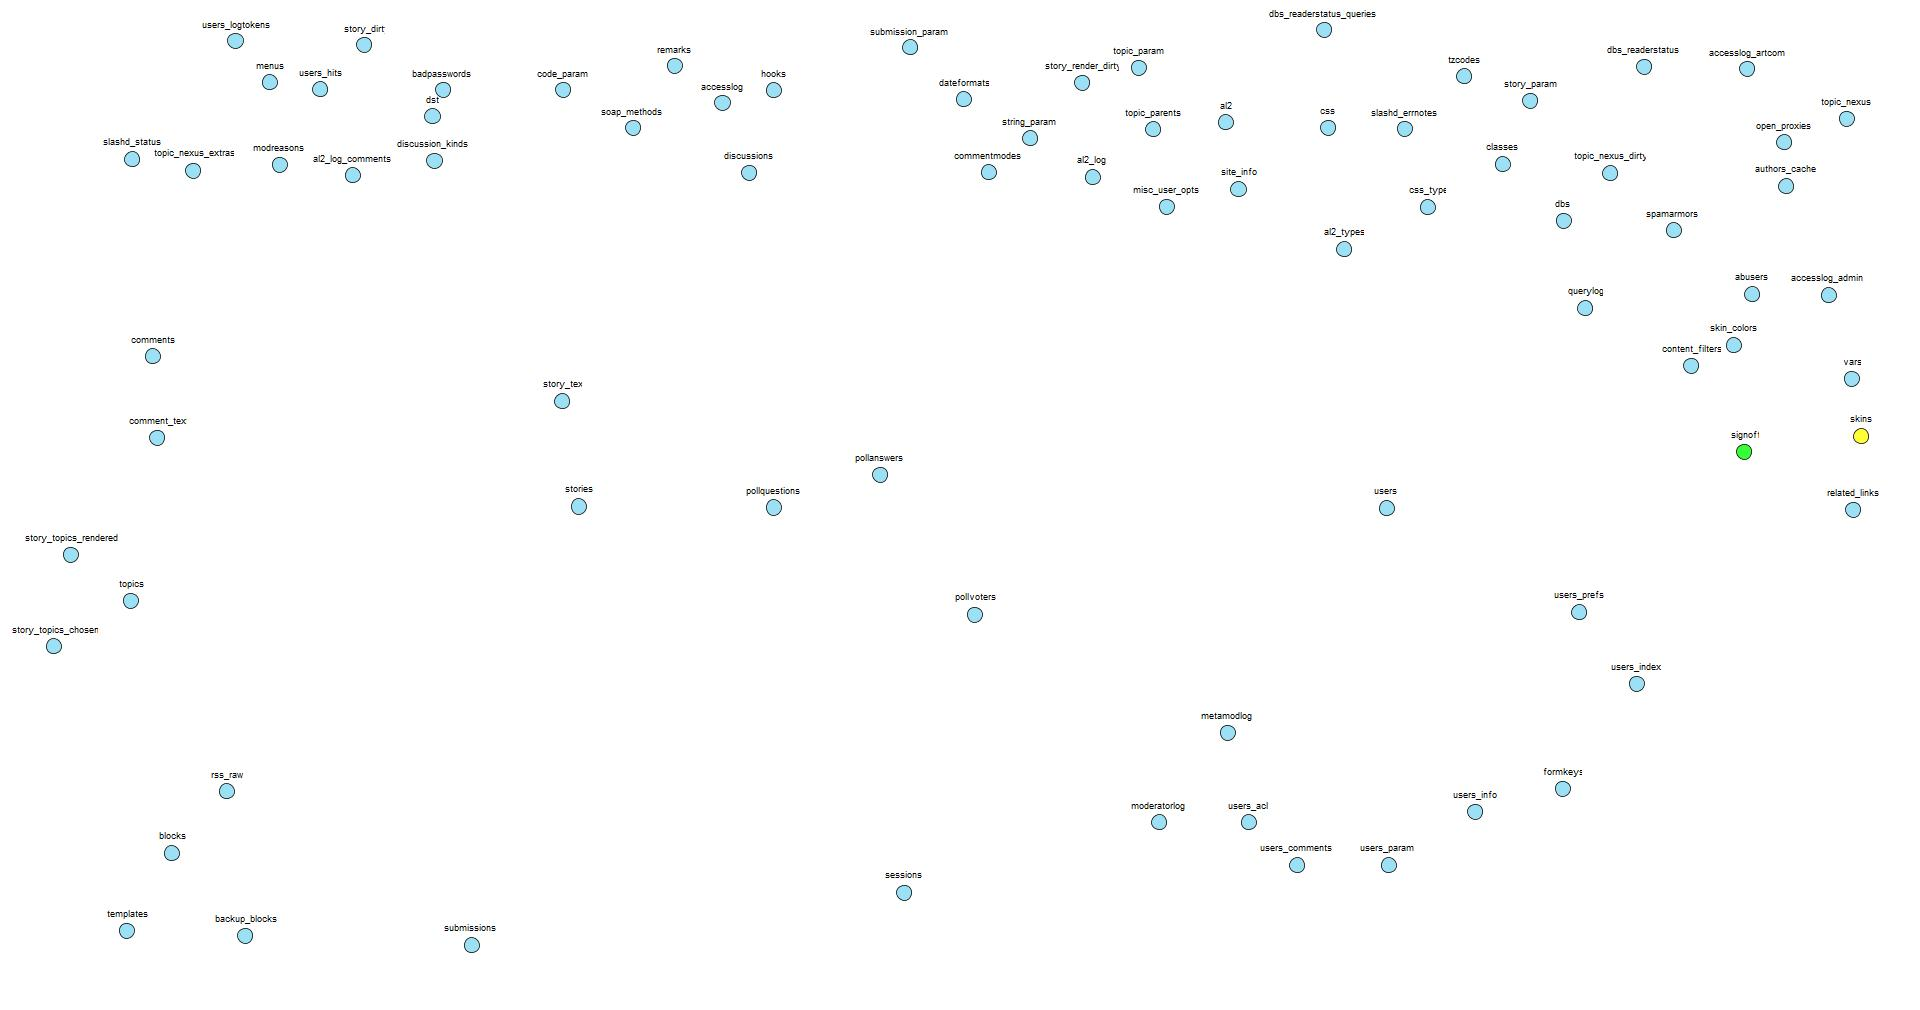 dbs_readerstatus_queries
users_logtokens
story_dirt
submission_param
remarks
topic_param
dbs_readerstatus
accesslog_artcom
menus
users_hits
badpasswords
code_param
accesslog
hooks
dateformats
story_render_dirty
tzcodes
story_param
dst
soap_methods
string_param
topic_parents
al2
css
slashd_errnotes
open_proxies
topic_nexus
slashd_status
topic_nexus_extras
modreasons
al2_log_comments
discussion_kinds
discussions
commentmodes
al2_log
classes
topic_nexus_dirty
authors_cache
misc_user_opts
site_info
css_type
dbs
spamarmors
al2_types
querylog
abusers
accesslog_admin
skin_colors
comments
content_filters
vars
story_tex
comment_tex
skins
signoff
pollanswers
stories
pollquestions
users
related_links
story_topics_rendered
topics
pollvoters
users_prefs
story_topics_chosen
users_index
metamodlog
rss_raw
formkeys
users_info
moderatorlog
users_acl
blocks
users_comments
users_param
sessions
templates
backup_blocks
submissions